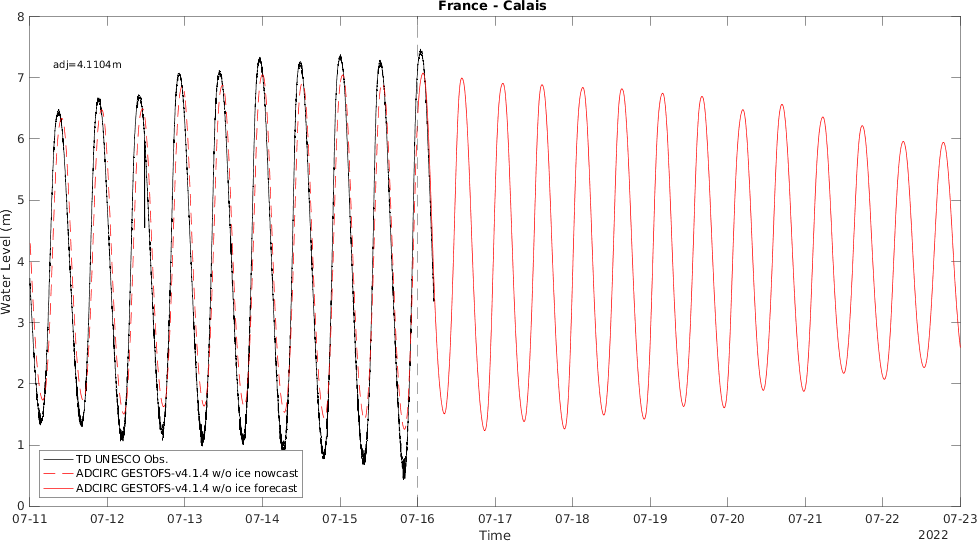 France - Calais
adj=4.1104m
8
7
6
5
4
3
2
1
0
Water Level (m)
TD UNESCO Obs.
ADCIRC GESTOFS-v4.1.4 w/o ice nowcast
ADCIRC GESTOFS-v4.1.4 w/o ice forecast
07-11 07-12 07-13 07-14 07-15 07-16 07-17 07-18 07-19 07-20 07-21 07-22 07-23
Time
2022